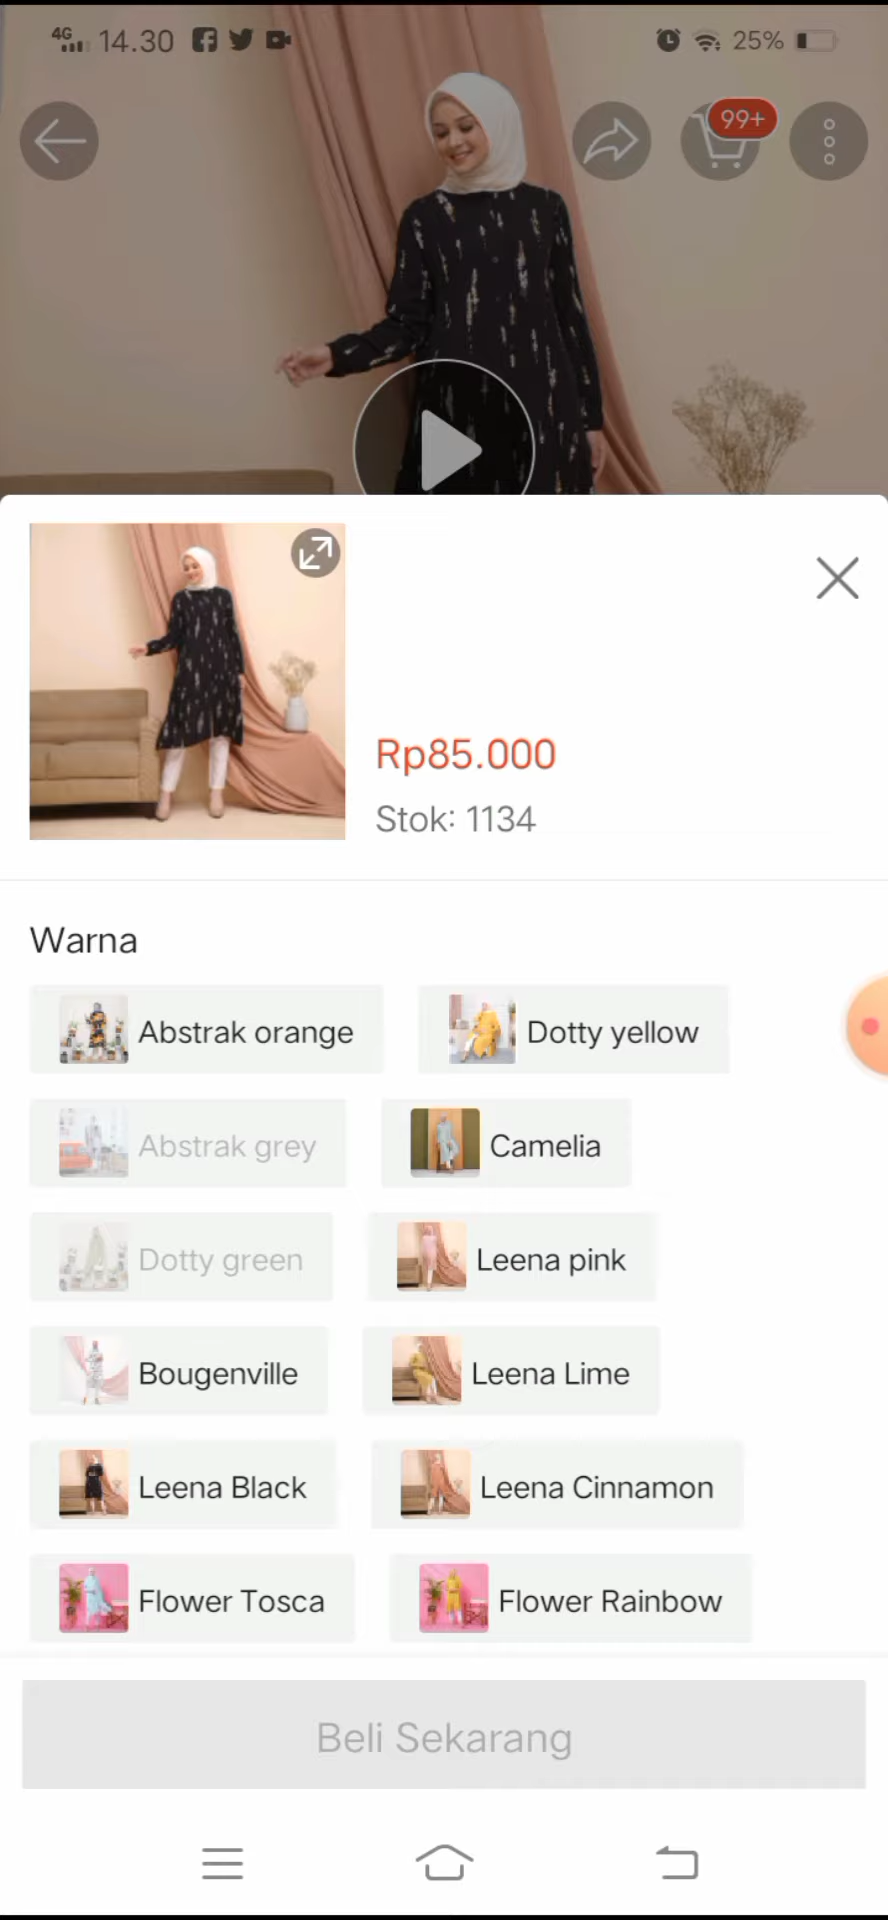 4G 14.30 25%
99+
Rp85.000
Stok: 1134
Warna
Abstrak orange Dotty yellow
Abstrak grey Camelia
Dotty green Leena pink
Bougenville Leena Lime
Leena Black Leena Cinnamon
Flower Tosca Flower Rainbow
Beli Sekarang